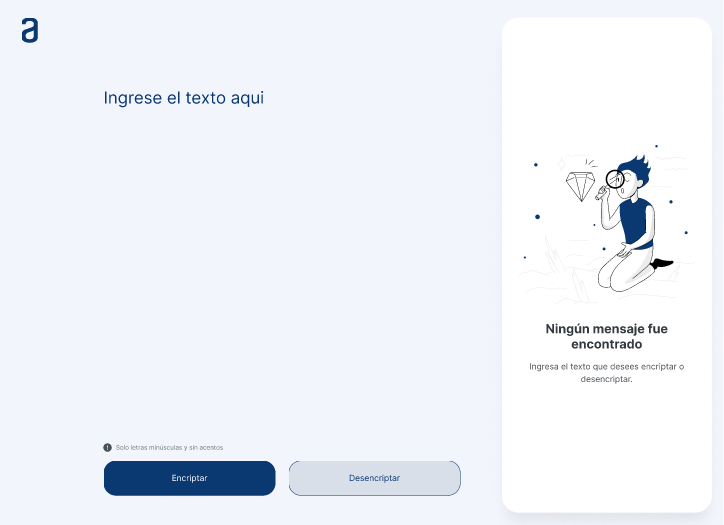 a
Ingrese el texto aqui
Ningún mensaje fue
encontrado
Ingresa el texto que desees encriptar o
desencriptar.
Solo letras minúsculas y sin acentos
Encriptar
Desencriptar